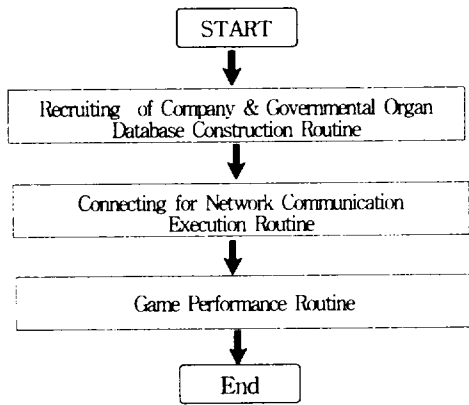 START
Recruiting of Company & Governmental Organ
Database Construction Routine
Connecting for Network Communication
Execution Routine
Game Performance Routine
End